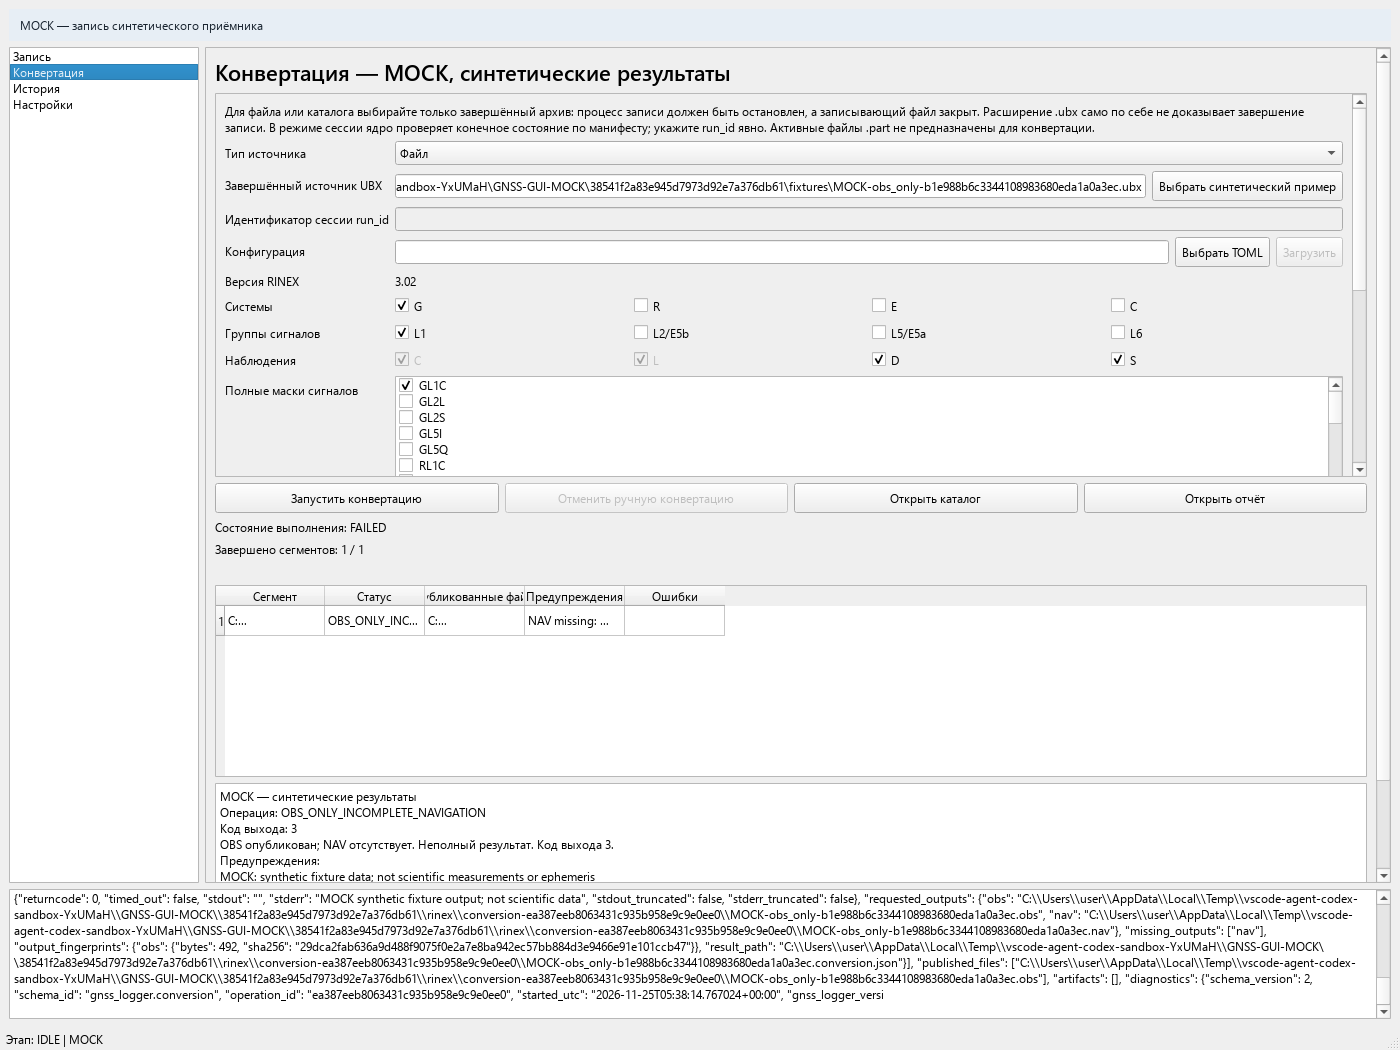 МОСК — запись синтетического приёмника
Запись
Конвертация
История
Настройки
Конвертация — МОСК, синтетические результаты
Для файла или каталога выбирайте только завершённый архив: процесс записи должен быть остановлен, а записывающий файл закрыт. Расширение .ubx само по себе не доказывает завершение
записи. В режиме сессии ядро проверяет конечное состояние по манифесту; укажите run_id явно. Активные файлы .part не предназначены для конвертации.
Тип источника
Файл
Завершённый источник UBX
andbox-YxUMaH\GNSS-GUI-MOCK\38541f2a83e945d7973d92e7a376db61\fixtures\MOCK-obs_only-b1e988b6c3344108983680eda1a0a3ec.ubx
Выбрать синтетический пример
Идентификатор сессии run_id
Конфигурация
Выбрать TOML
Загрузить
Версия RINEX
3.02
Системы
G
R
E
C
Группы сигналов
L1
L2/E5b
L5/E5a
L6
Наблюдения
C
L
D
S
Полные маски сигналов
GL1C
GL2L
GL2S
GL5I
GL5Q
RL1C
Запустить конвертацию
Отменить ручную конвертацию
Открыть каталог
Открыть отчёт
Состояние выполнения: FAILED
Завершено сегментов: 1 / 1
Сегмент
Статус
бликованные фай
Предупреждения
Ошибки
1
C:...
OBS_ONLY_INC...
C:...
NAV missing: ...
МОСК — синтетические результаты
Операция: OBS_ONLY_INCOMPLETE_NAVIGATION
Код выхода: 3
OBS опубликован; NAV отсутствует. Неполный результат. Код выхода 3.
Предупреждения:
MOCK: synthetic fixture data; not scientific measurements or ephemeris
{"returncode": 0, "timed_out": false, "stdout": "", "stderr": "MOCK synthetic fixture output; not scientific data", "stdout_truncated": false, "stderr_truncated": false}, "requested_outputs": {"obs": "C:\\Users\\user\\AppData\\Local\\Temp\\vscode-agent-codex-
sandbox-YxUMaH\\GNSS-GUI-MOCK\\38541f2a83e945d7973d92e7a376db61\\rinex\\conversion-ea387eeb8063431c935b958e9c9e0ee0\\MOCK-obs_only-b1e988b6c3344108983680eda1a0a3ec.obs", "nav": "C:\\Users\\user\\AppData\\Local\\Temp\\vscode-
agent-codex-sandbox-YxUMaH\\GNSS-GUI-MOCK\\38541f2a83e945d7973d92e7a376db61\\rinex\\conversion-ea387eeb8063431c935b958e9c9e0ee0\\MOCK-obs_only-b1e988b6c3344108983680eda1a0a3ec.nav"}, "missing_outputs": ["nav"],
"output_fingerprints": {"obs": {"bytes": 492, "sha256": "29dca2fab636a9d488f9075f0e2a7e8ba942ec57bb884d3e9466e91e101ccb47"}}, "result_path": "C:\\Users\\user\\AppData\\Local\\Temp\\vscode-agent-codex-sandbox-YxUMaH\\GNSS-GUI-MOCK\
\38541f2a83e945d7973d92e7a376db61\\rinex\\conversion-ea387eeb8063431c935b958e9c9e0ee0\\MOCK-obs_only-b1e988b6c3344108983680eda1a0a3ec.conversion.json"}], "published_files": ["C:\\Users\\user\\AppData\\Local\\Temp\\vscode-agent-codex-
sandbox-YxUMaH\\GNSS-GUI-MOCK\\38541f2a83e945d7973d92e7a376db61\\rinex\\conversion-ea387eeb8063431c935b958e9c9e0ee0\\MOCK-obs_only-b1e988b6c3344108983680eda1a0a3ec.obs"], "artifacts": [], "diagnostics": {"schema_version": 2,
"schema_id": "gnss_logger.conversion", "operation_id": "ea387eeb8063431c935b958e9c9e0ee0", "started_utc": "2026-11-25T05:38:14.767024+00:00", "gnss_logger_versi
Этап: IDLE | МОСК